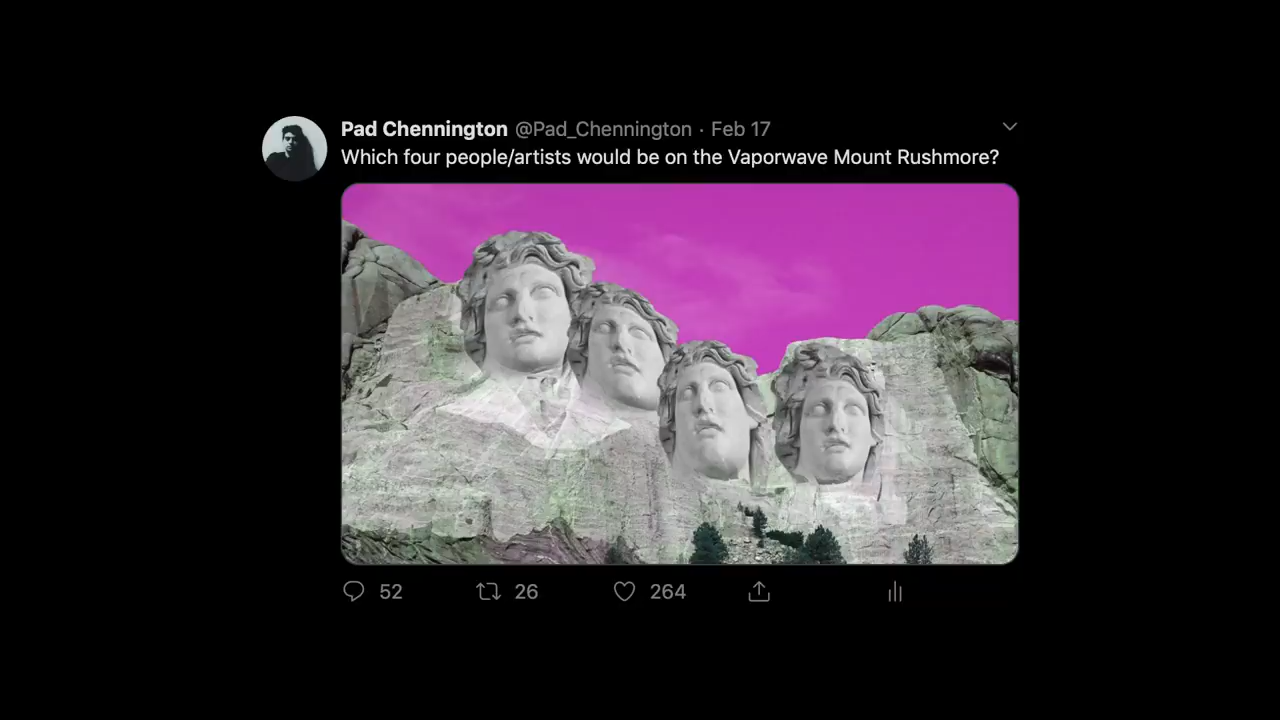 Pad Chennington @Pad_Chennington · Feb 17
Which four people/artists would be on the Vaporwave Mount Rushmore?
52 26 264